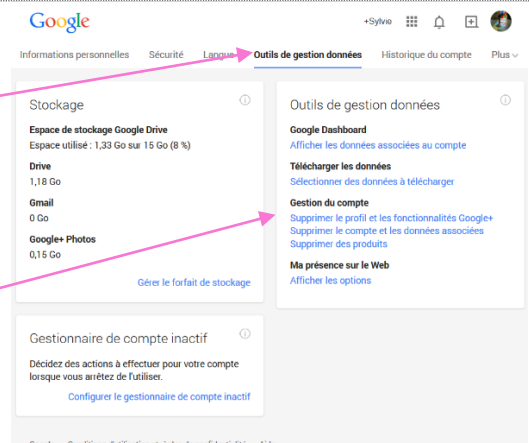 Google
+Sylvie
Informations personnelles Sécurité Langue Outils de gestion données Historique du compte Plus
Stockage
Espace de stockage Google Drive
Espace utilisé : 1,33 Go sur 15 Go (8 %)
Drive
1,18 Go
Gmail
0 Go
Google+ Photos
0,15 Go
Gérer le forfait de stockage
Outils de gestion données
Google Dashboard
Afficher les données associées au compte
Télécharger les données
Sélectionner des données à télécharger
Gestion du compte
Supprimer le profil et les fonctionnalités Google+
Supprimer le compte et les données associées
Supprimer des produits
Ma présence sur le Web
Afficher les options
Gestionnaire de compte inactif
Décidez des actions à effectuer pour votre compte
lorsque vous arrêtez de l'utiliser.
Configurer le gestionnaire de compte inactif